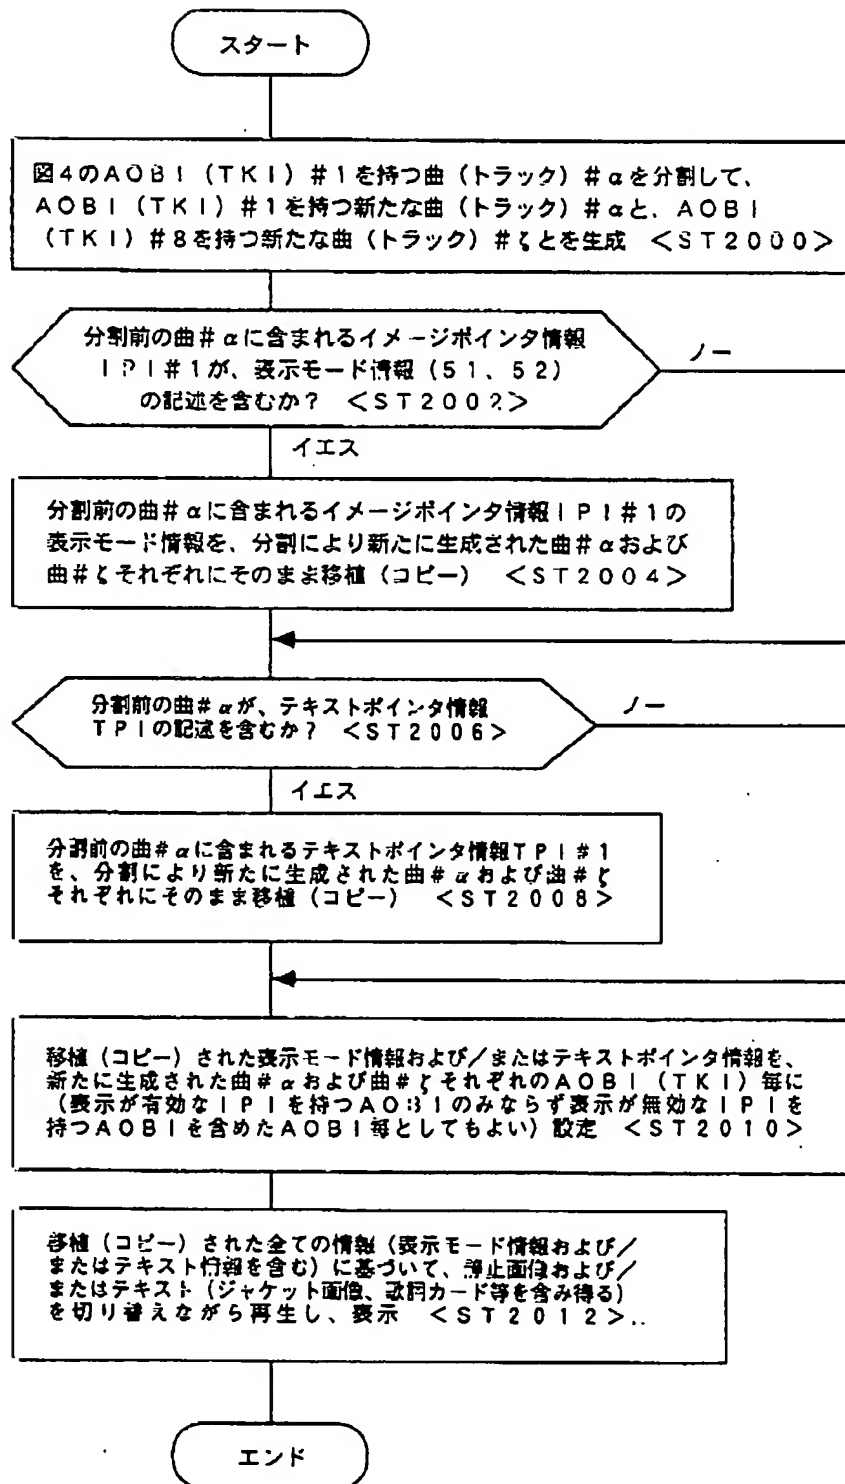 スタート
図4のAOBI（TKI）#1を持つ曲（トラック）#αを分割して、
AOBI（TKI）#1を持つ新たな曲（トラック）#αと、AOBI
（TKI）#8を持つ新たな曲（トラック）#ζとを生成 <ST2000>
分割前の曲#αに含まれるイメージポインタ情報
IPI#1が、表示モード情報（51、52）
の記述を含むか？ <ST2002>
ノー
イエス
分割前の曲#αに含まれるイメージポインタ情報IPI#1の
表示モード情報を、分割により新たに生成された曲#αおよび
曲#ζそれぞれにそのまま移植（コピー） <ST2004>
分割前の曲#αが、テキストポインタ情報
TPIの記述を含むか？ <ST2006>
ノー
イエス
分割前の曲#αに含まれるテキストポインタ情報TPI#1
を、分割により新たに生成された曲#αおよび曲#ζ
それぞれにそのまま移植（コピー） <ST2008>
移植（コピー）された表示モード情報および／またはテキストポインタ情報を、
新たに生成された曲#αおよび曲#ζそれぞれのAOBI（TKI）毎に
（表示が有効なIPIを持つAOBIのみならず表示が無効なIPIを
持つAOBIを含めたAOBI毎としてもよい）設定 <ST2010>
移植（コピー）された全ての情報（表示モード情報および／
またはテキスト情報を含む）に基づいて、静止画像および／
またはテキスト（ジャケット画像、歌詞カード等を含み得る）
を切り替えながら再生し、表示 <ST2012>
エンド